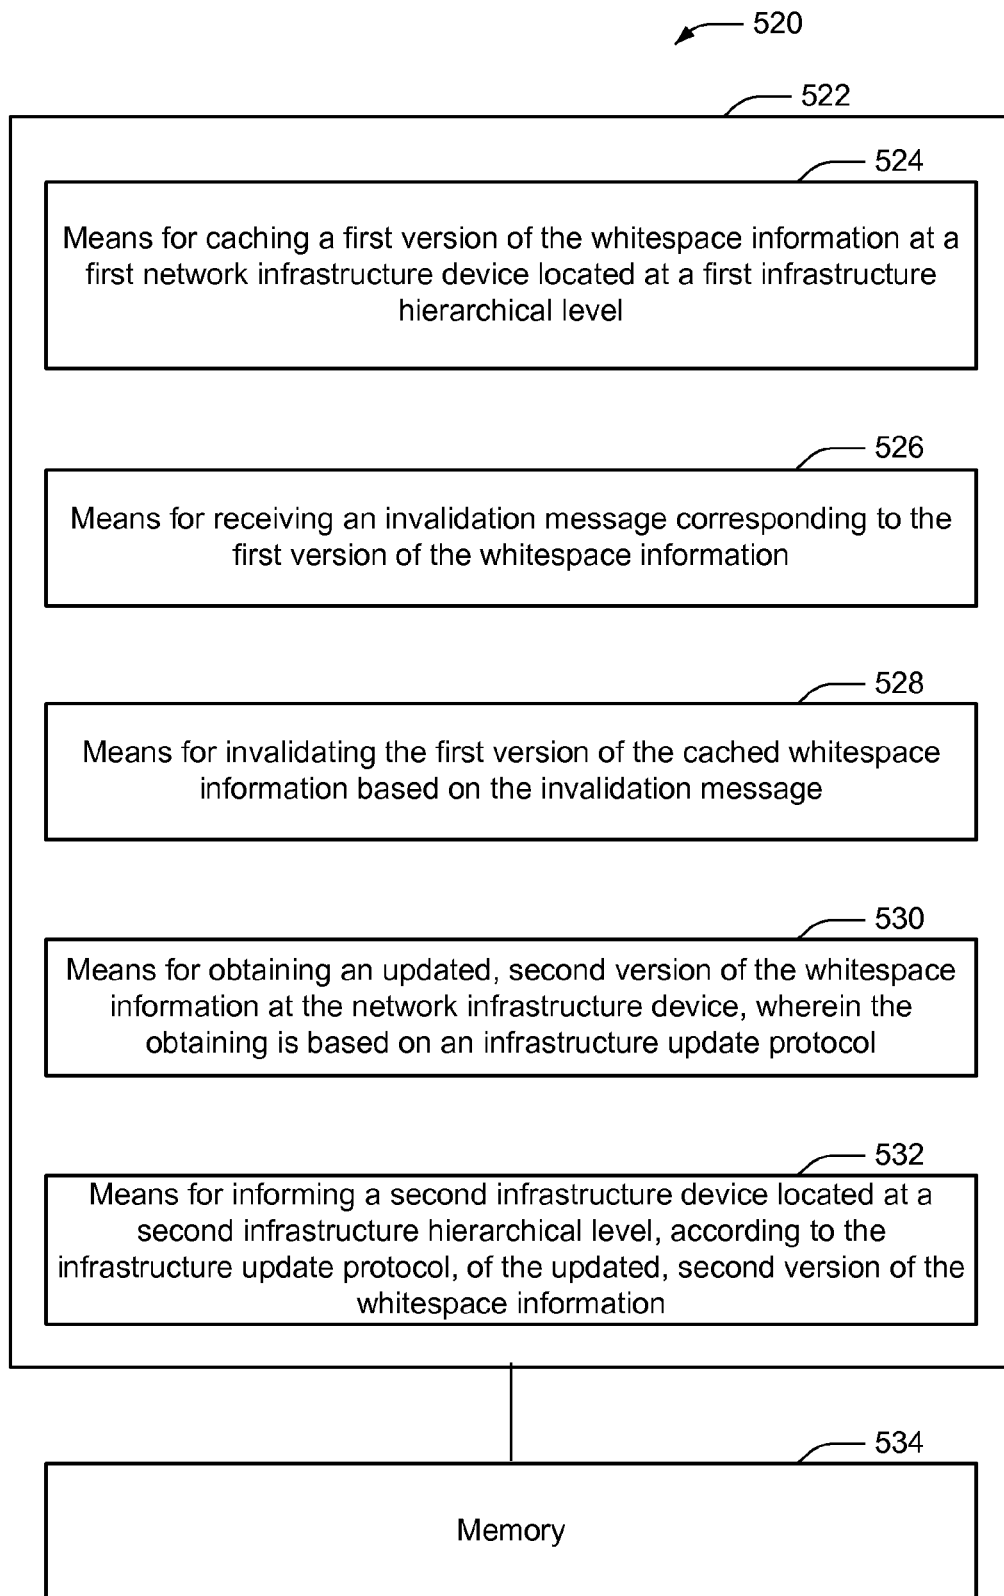 520
522
524
Means for caching a first version of the whitespace information at a
first network infrastructure device located at a first infrastructure
hierarchical level
526
Means for receiving an invalidation message corresponding to the
first version of the whitespace information
528
Means for invalidating the first version of the cached whitespace
information based on the invalidation message
530
Means for obtaining an updated, second version of the whitespace
information at the network infrastructure device, wherein the
obtaining is based on an infrastructure update protocol
532
Means for informing a second infrastructure device located at a
second infrastructure hierarchical level, according to the
infrastructure update protocol, of the updated, second version of the
whitespace information
534
Memory